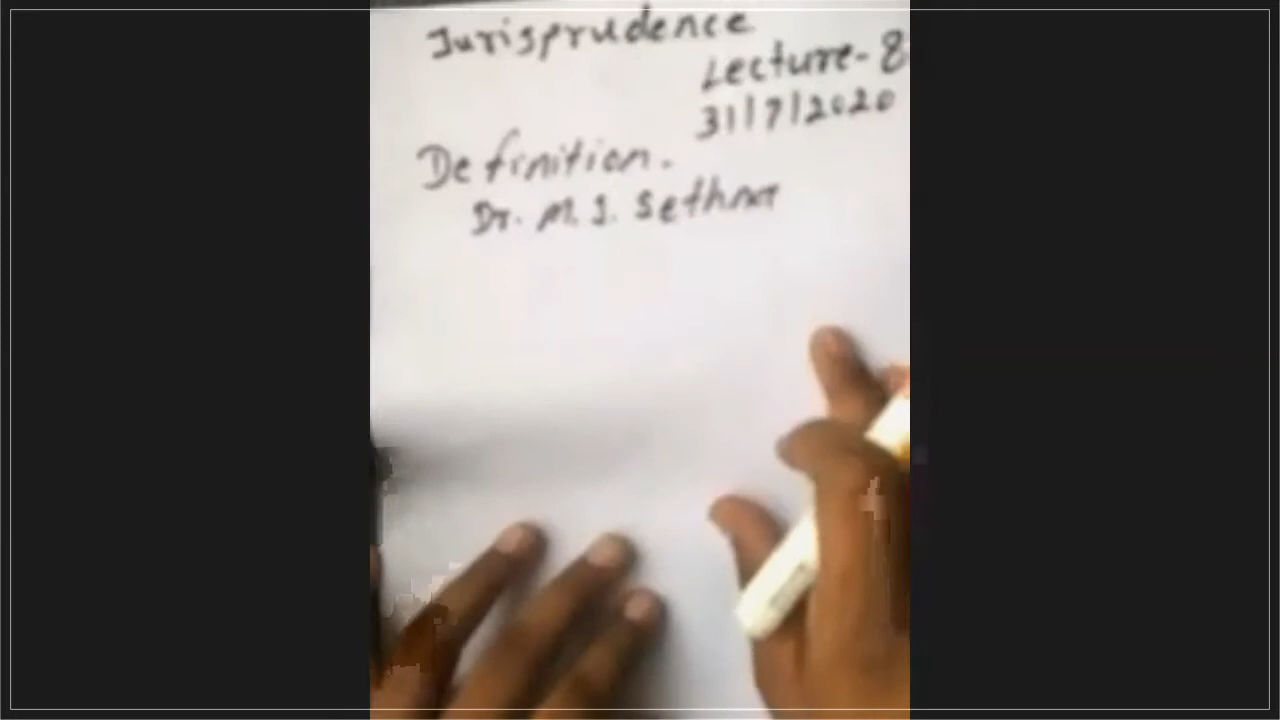 Jurisprudence
Lecture-8
31/7/2020
Definition.
Dr. M. J. Sethna